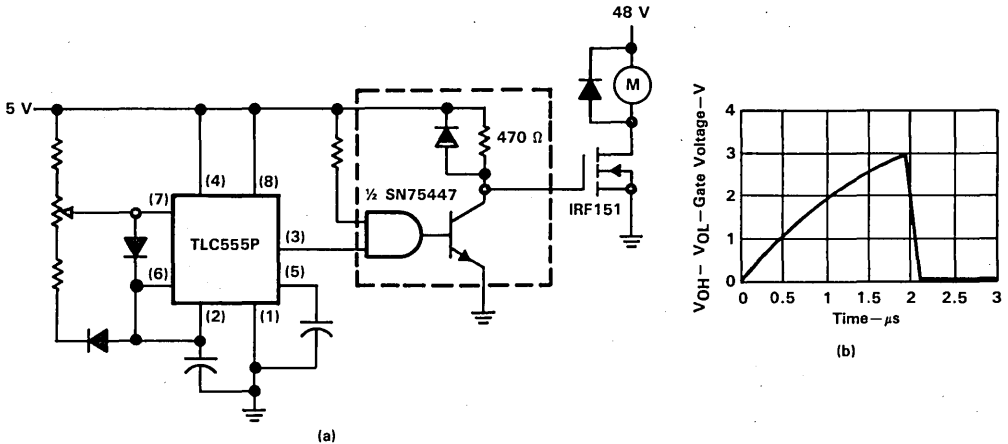 48 V
M
5 V
470 Ω
½ SN75447
IRF151
(4)
(8)
(7)
TLC555P
(3)
(6)
(5)
(2)
(1)
(a)
VOH – VOL – Gate Voltage – V
4
3
2
1
0
0 0.5 1 1.5 2 2.5 3
Time – μs
(b)